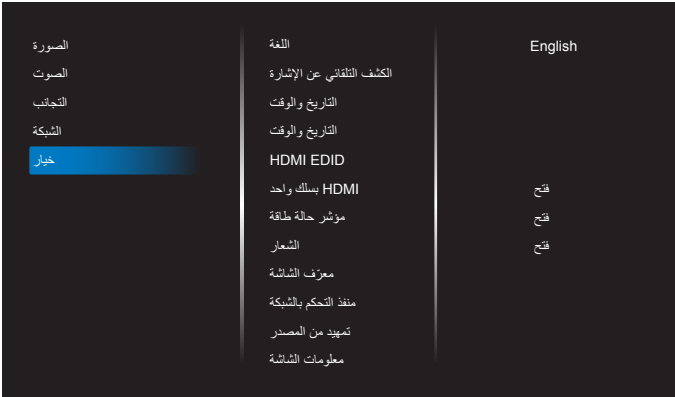 الصورة
الصوت
التجانب
الشبكة
خيار
اللغة
الكشف التلقائي عن الإشارة
التاريخ والوقت
التاريخ والوقت
HDMI EDID
HDMI بسلك واحد
مؤشر حالة طاقة
الشعار
معرّف الشاشة
منفذ التحكم بالشبكة
تمهيد من المصدر
معلومات الشاشة
English
فتح
فتح
فتح